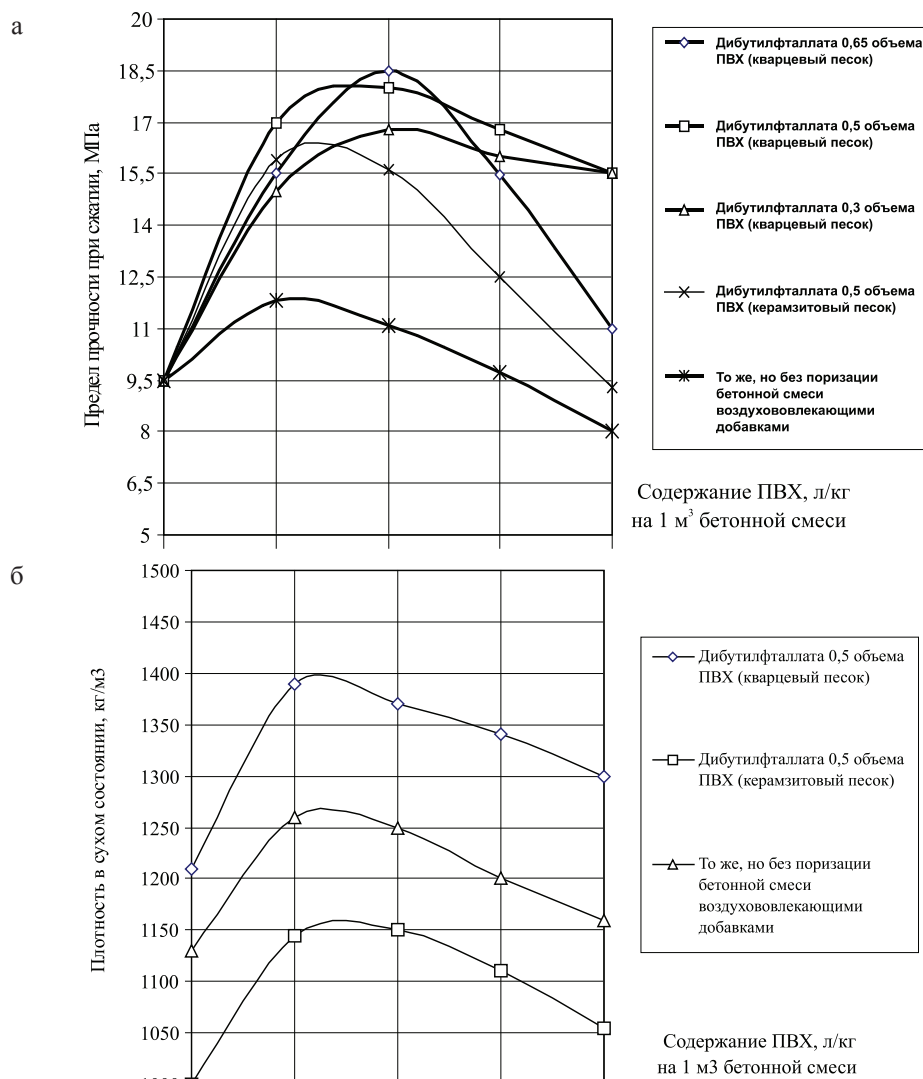 а
Предел прочности при сжатии, МПа
20
18,5
17
15,5
14
12,5
11
9,5
8
6,5
5
Дибутилфталлата 0,65 объема
ПВХ (кварцевый песок)
Дибутилфталлата 0,5 объема
ПВХ (кварцевый песок)
Дибутилфталлата 0,3 объема
ПВХ (кварцевый песок)
Дибутилфталлата 0,5 объема
ПВХ (керамзитовый песок)
То же, но без поризации
бетонной смеси
воздухововлекающими
добавками
Содержание ПВХ, л/кг
на 1 м³ бетонной смеси
б
Плотность в сухом состоянии, кг/м3
1500
1450
1400
1350
1300
1250
1200
1150
1100
1050
Дибутилфталлата 0,5 объема
ПВХ (кварцевый песок)
Дибутилфталлата 0,5 объема
ПВХ (керамзитовый песок)
То же, но без поризации
бетонной смеси
воздухововлекающими
добавками
Содержание ПВХ, л/кг
на 1 м3 бетонной смеси